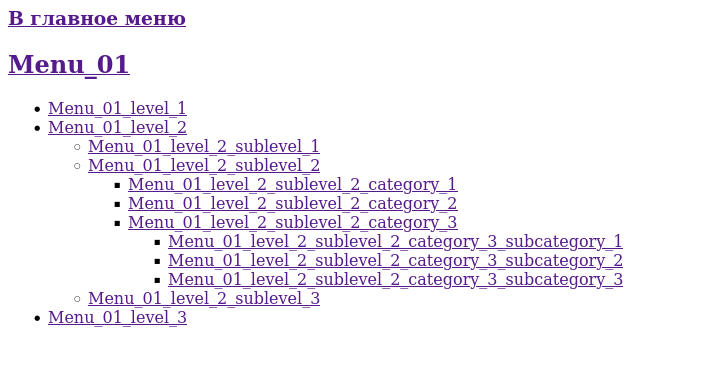 В главное меню
Menu_01
Menu_01_level_1
Menu_01_level_2
Menu_01_level_2_sublevel_1
Menu_01_level_2_sublevel_2
Menu_01_level_2_sublevel_2_category_1
Menu_01_level_2_sublevel_2_category_2
Menu_01_level_2_sublevel_2_category_3
Menu_01_level_2_sublevel_2_category_3_subcategory_1
Menu_01_level_2_sublevel_2_category_3_subcategory_2
Menu_01_level_2_sublevel_2_category_3_subcategory_3
Menu_01_level_2_sublevel_3
Menu_01_level_3